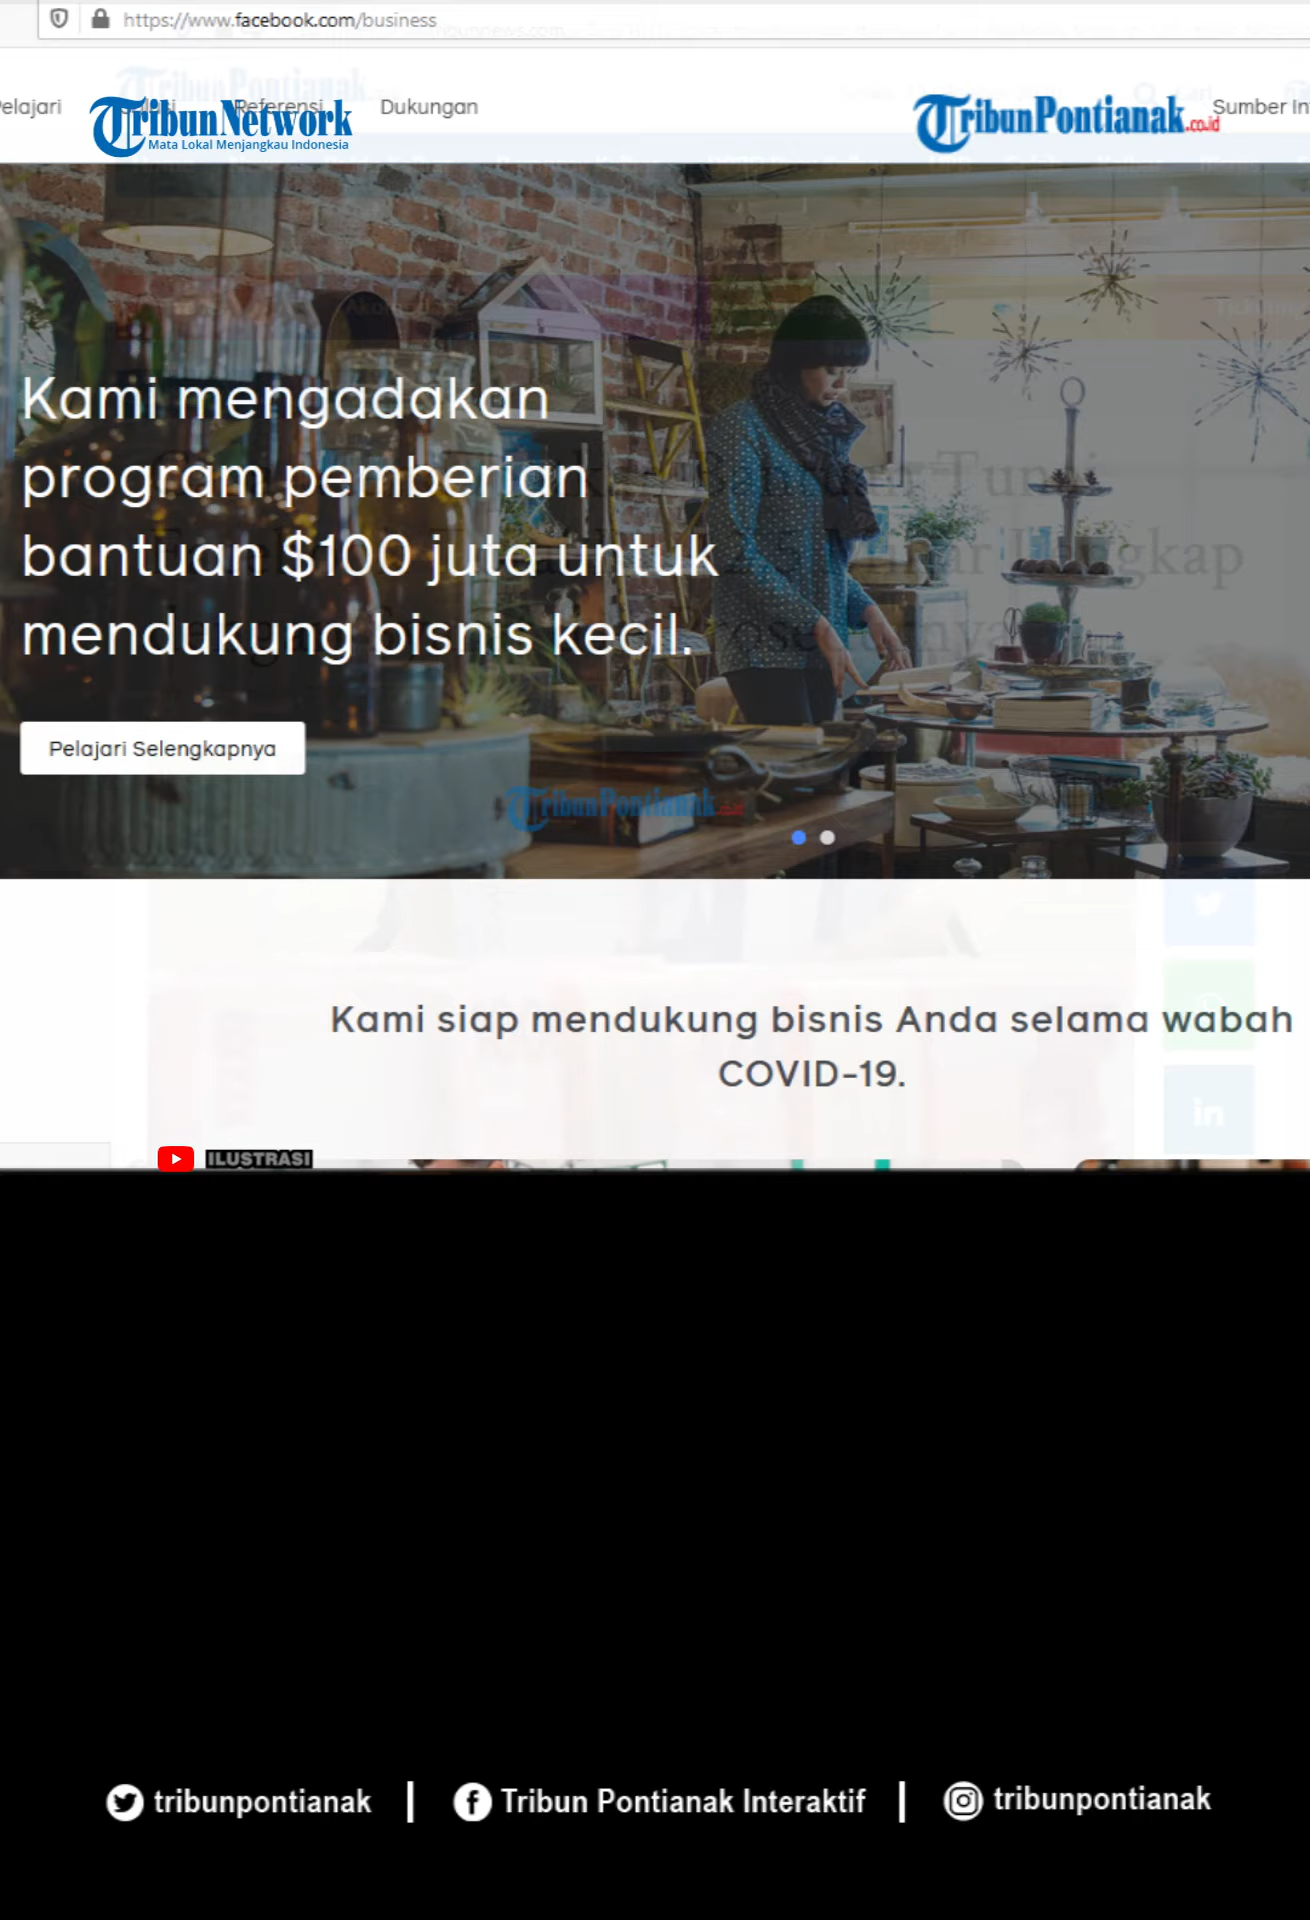 https://www.facebook.com/business
elajari
Referensi
Dukungan
Sumber In
TribunNetwork
Mata Lokal Menjangkau Indonesia
TribunPontianak.co.id
Kami mengadakan
program pemberian
bantuan $100 juta untuk
mendukung bisnis kecil.
Pelajari Selengkapnya
TribunPontianak.co.id
Kami siap mendukung bisnis Anda selama wabah
COVID-19.
ILUSTRASI
tribunpontianak | Tribun Pontianak Interaktif | tribunpontianak